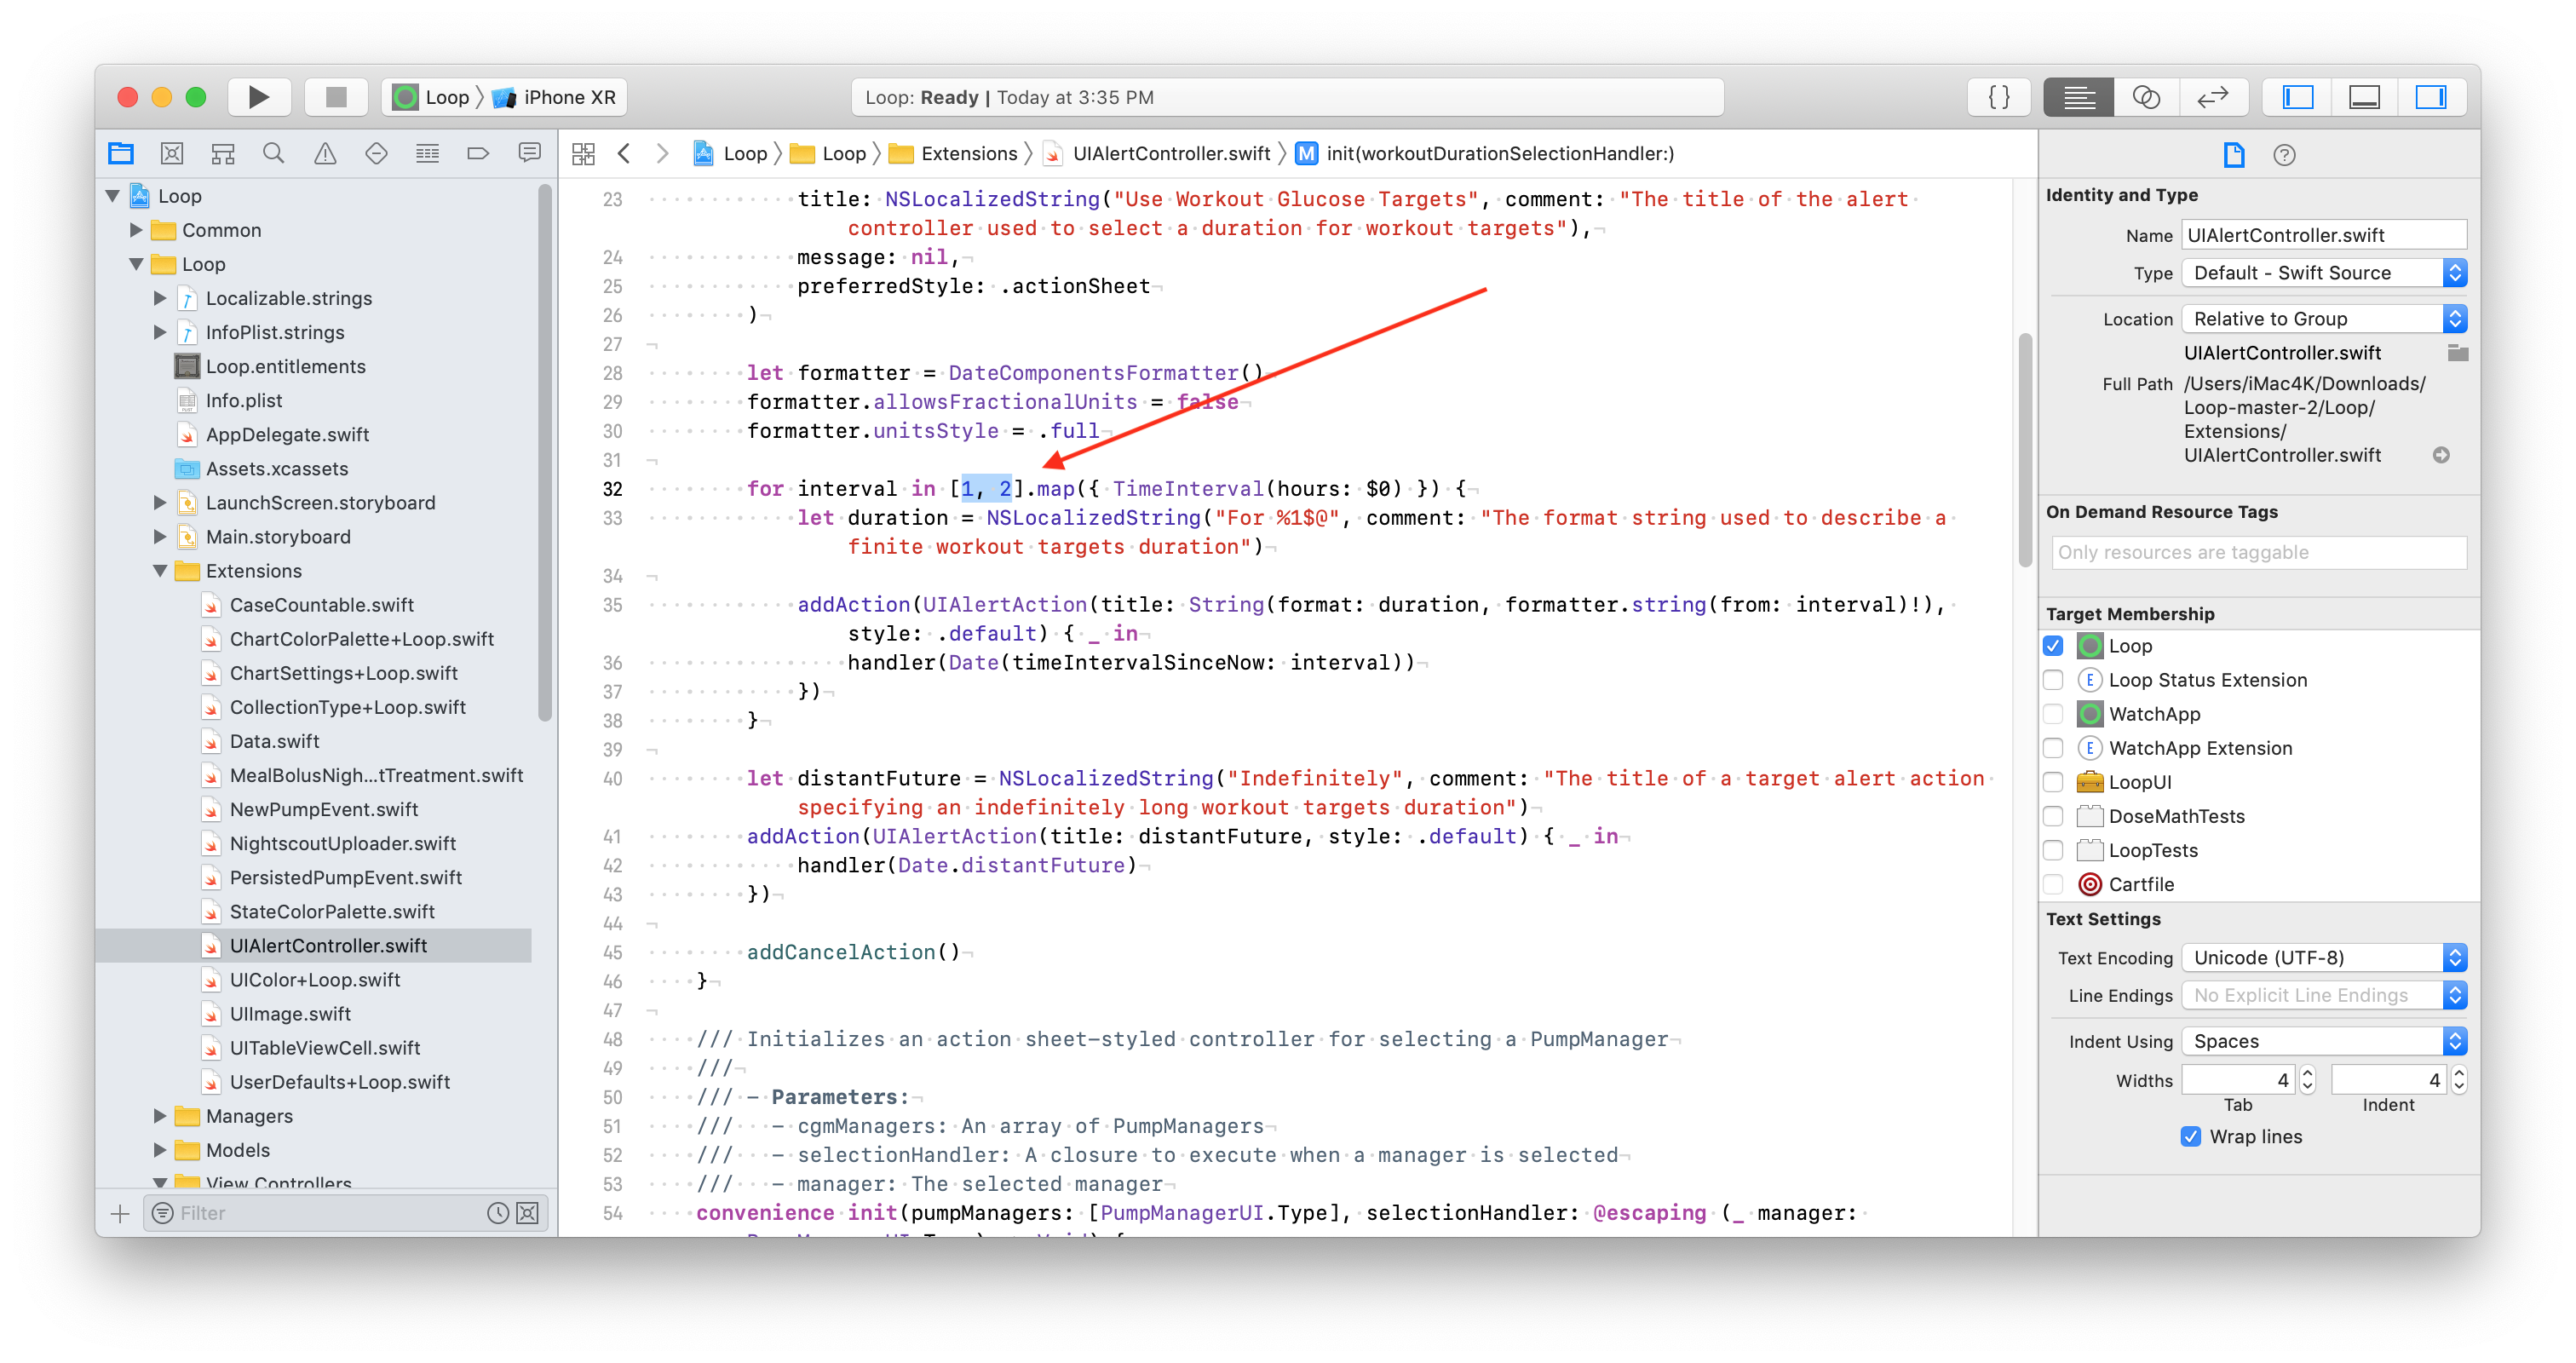 Loop 〉 iPhone XR
Loop: Ready | Today at 3:35 PM
{ }
Loop 〉 Loop 〉 Extensions 〉 UIAlertController.swift 〉 M init(workoutDurationSelectionHandler:)
Loop
Common
Loop
Localizable.strings
InfoPlist.strings
Loop.entitlements
Info.plist
AppDelegate.swift
Assets.xcassets
LaunchScreen.storyboard
Main.storyboard
Extensions
CaseCountable.swift
ChartColorPalette+Loop.swift
ChartSettings+Loop.swift
CollectionType+Loop.swift
Data.swift
MealBolusNigh...tTreatment.swift
NewPumpEvent.swift
NightscoutUploader.swift
PersistedPumpEvent.swift
StateColorPalette.swift
UIAlertController.swift
UIColor+Loop.swift
UIImage.swift
UITableViewCell.swift
UserDefaults+Loop.swift
Managers
Models
View Controllers
Filter
23 title: NSLocalizedString("Use Workout Glucose Targets", comment: "The title of the alert
controller used to select a duration for workout targets"),
24 message: nil,
25 preferredStyle: .actionSheet
26 )
27
28 let formatter = DateComponentsFormatter()
29 formatter.allowsFractionalUnits = false
30 formatter.unitsStyle = .full
31
32 for interval in [1, 2].map({ TimeInterval(hours: $0) }) {
33 let duration = NSLocalizedString("For %1$@", comment: "The format string used to describe a
finite workout targets duration")
34
35 addAction(UIAlertAction(title: String(format: duration, formatter.string(from: interval)!),
style: .default) { _ in
36 handler(Date(timeIntervalSinceNow: interval))
37 })
38 }
39
40 let distantFuture = NSLocalizedString("Indefinitely", comment: "The title of a target alert action
specifying an indefinitely long workout targets duration")
41 addAction(UIAlertAction(title: distantFuture, style: .default) { _ in
42 handler(Date.distantFuture)
43 })
44
45 addCancelAction()
46 }
47
48 /// Initializes an action sheet-styled controller for selecting a PumpManager
49 ///
50 /// - Parameters:
51 /// - cgmManagers: An array of PumpManagers
52 /// - selectionHandler: A closure to execute when a manager is selected
53 /// - manager: The selected manager
54 convenience init(pumpManagers: [PumpManagerUI.Type], selectionHandler: @escaping (_ manager:
Identity and Type
Name UIAlertController.swift
Type Default - Swift Source
Location Relative to Group
UIAlertController.swift
Full Path /Users/iMac4K/Downloads/
Loop-master-2/Loop/
Extensions/
UIAlertController.swift
On Demand Resource Tags
Only resources are taggable
Target Membership
Loop
E Loop Status Extension
WatchApp
E WatchApp Extension
LoopUI
DoseMathTests
LoopTests
Cartfile
Text Settings
Text Encoding Unicode (UTF-8)
Line Endings No Explicit Line Endings
Indent Using Spaces
Widths 4 4
Tab Indent
Wrap lines